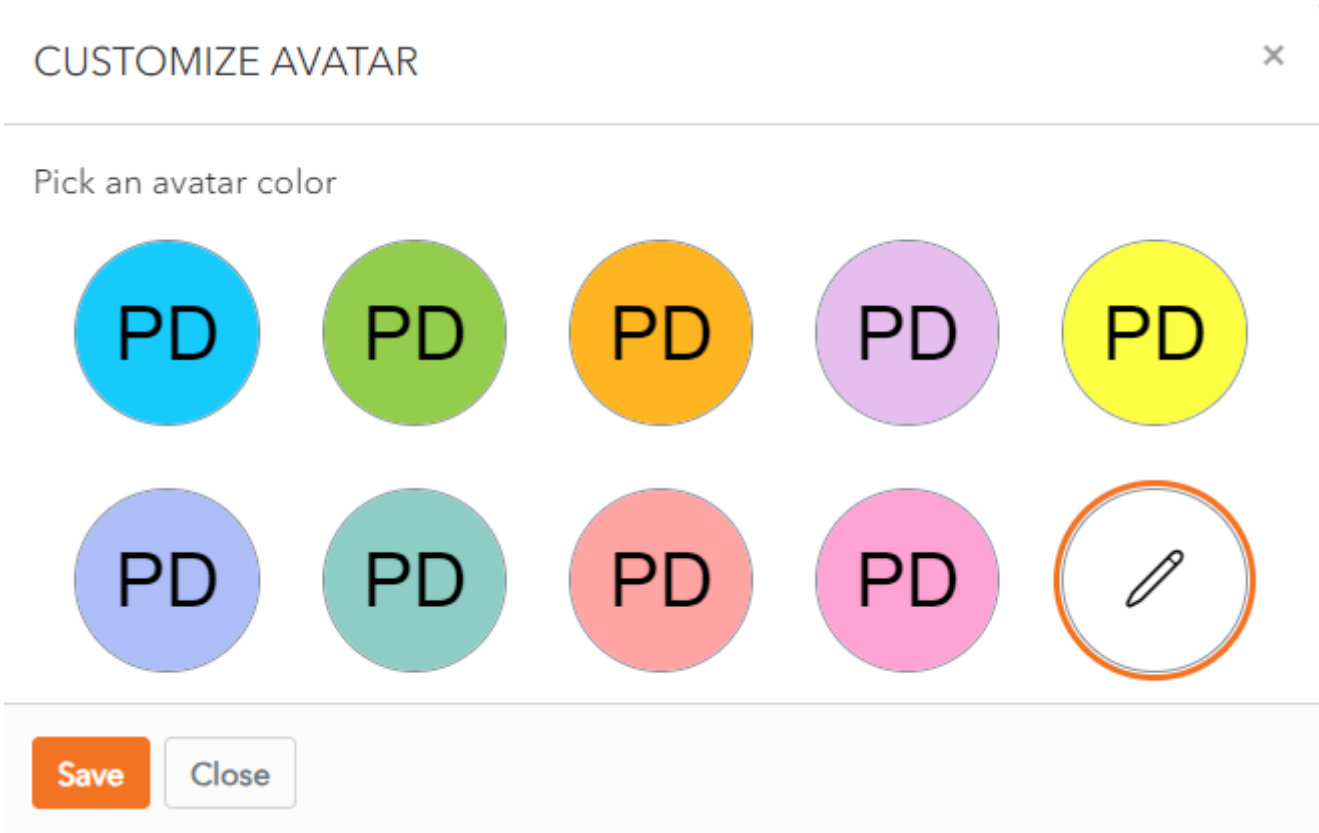 CUSTOMIZE AVATAR ×
Pick an avatar color
PD PD PD PD PD
PD PD PD PD
Save Close